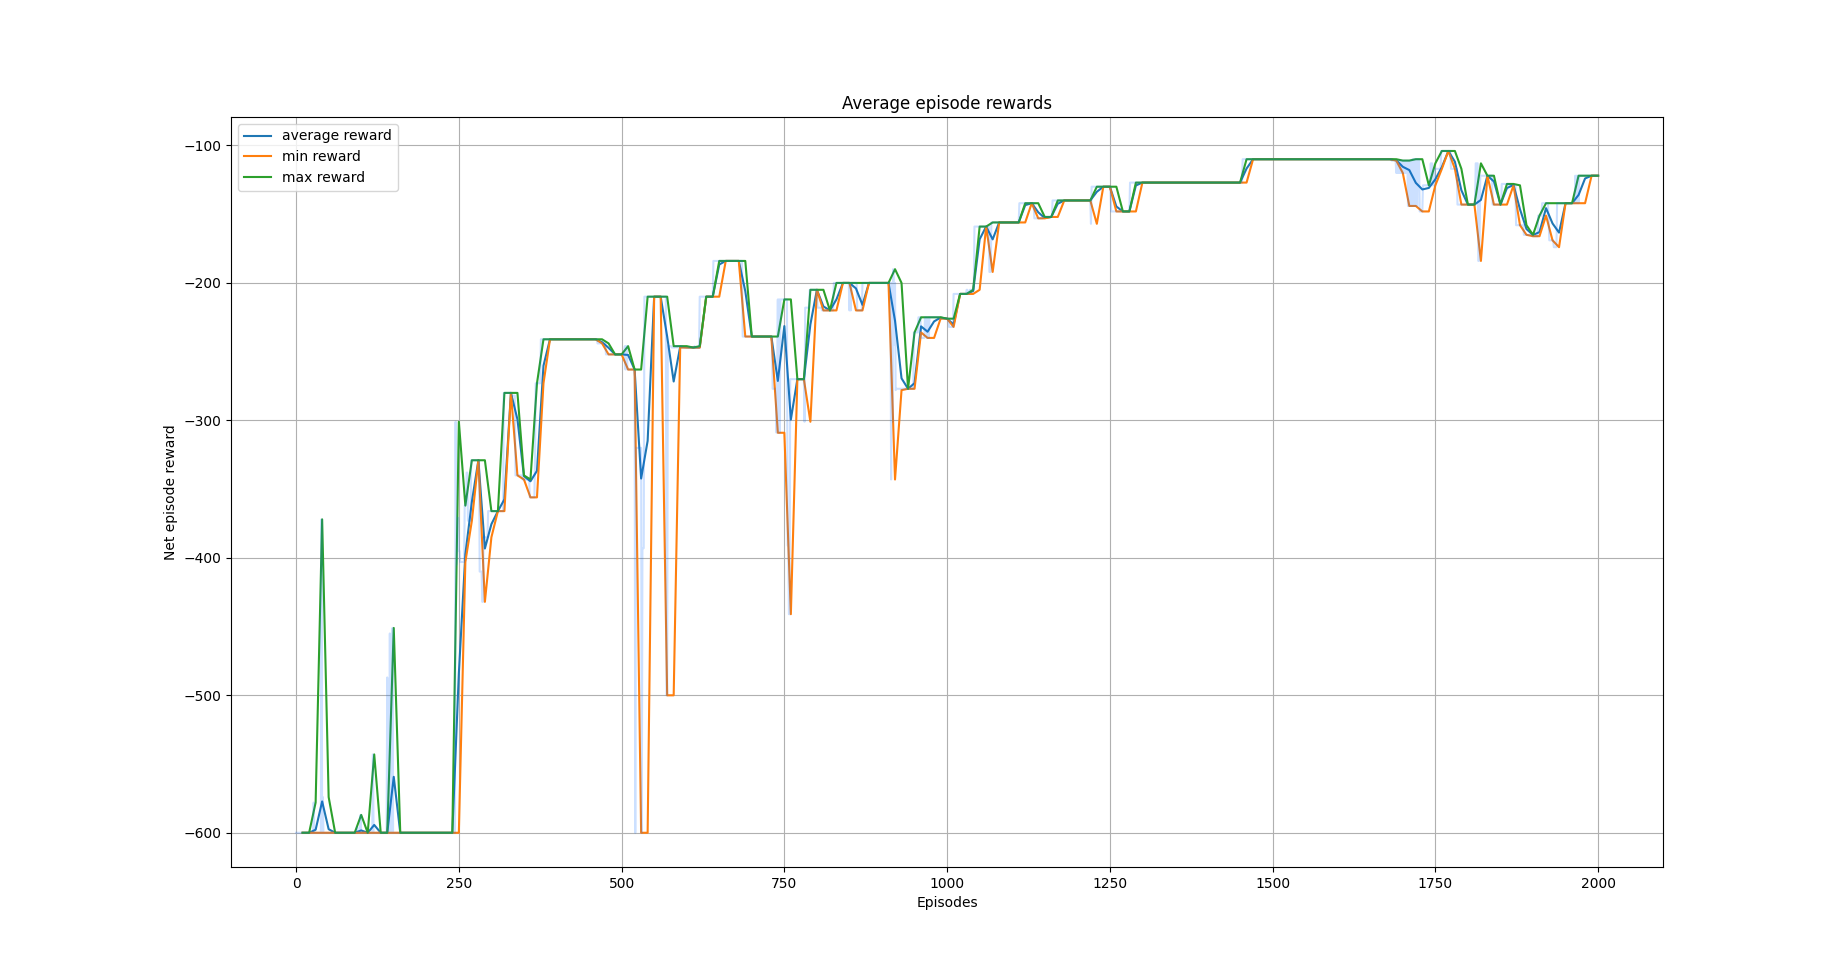 Average episode rewards
average reward
min reward
max reward
−100
−200
−300
−400
−500
−600
Net episode reward
0 250 500 750 1000 1250 1500 1750 2000
Episodes